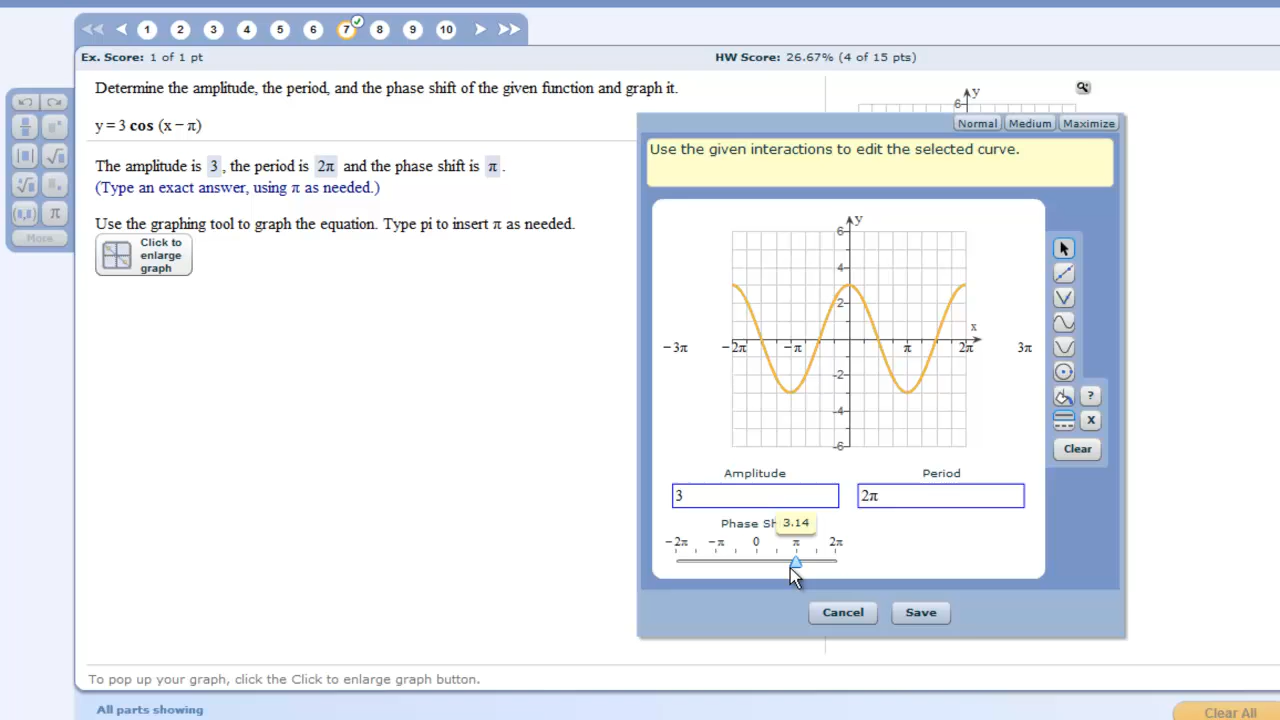 1 2 3 4 5 6 7 8 9 10
Ex. Score: 1 of 1 pt
HW Score: 26.67% (4 of 15 pts)
Determine the amplitude, the period, and the phase shift of the given function and graph it.
y = 3 cos (x − π)
The amplitude is 3 , the period is 2π and the phase shift is π .
(Type an exact answer, using π as needed.)
Use the graphing tool to graph the equation. Type pi to insert π as needed.
Click to
enlarge
graph
π
More
y
6
Normal Medium Maximize
Use the given interactions to edit the selected curve.
y
6
4
2
x
−3π −2π −π π 2π 3π
-2
-4
-6
?
x
Clear
Amplitude Period
3 2π
Phase Sh 3.14
−2π −π 0 π 2π
Cancel Save
To pop up your graph, click the Click to enlarge graph button.
All parts showing
Clear All